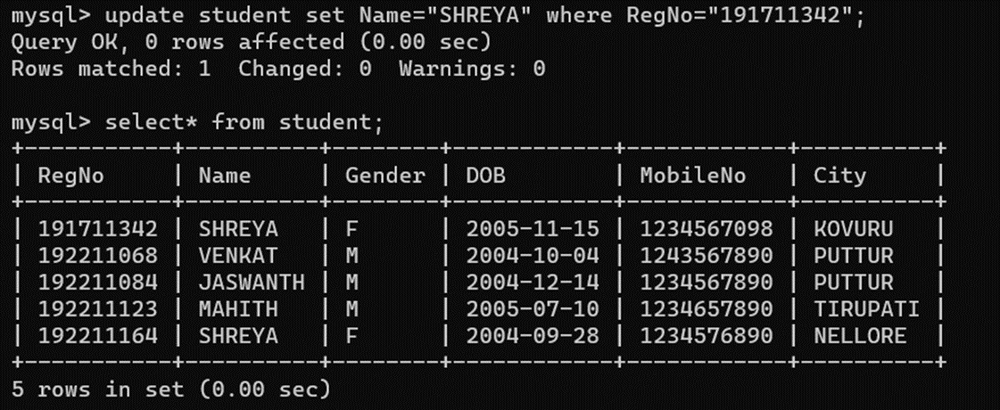 mysql> update student set Name="SHREYA" where RegNo="191711342";
Query OK, 0 rows affected (0.00 sec)
Rows matched: 1  Changed: 0  Warnings: 0
mysql> select* from student;
+-----------+----------+--------+------------+------------+----------+
| RegNo     | Name     | Gender | DOB        | MobileNo   | City     |
+-----------+----------+--------+------------+------------+----------+
| 191711342 | SHREYA   | F      | 2005-11-15 | 1234567098 | KOVURU   |
| 192211068 | VENKAT   | M      | 2004-10-04 | 1243567890 | PUTTUR   |
| 192211084 | JASWANTH | M      | 2004-12-14 | 1234567890 | PUTTUR   |
| 192211123 | MAHITH   | M      | 2005-07-10 | 1234657890 | TIRUPATI |
| 192211164 | SHREYA   | F      | 2004-09-28 | 1234576890 | NELLORE  |
+-----------+----------+--------+------------+------------+----------+
5 rows in set (0.00 sec)